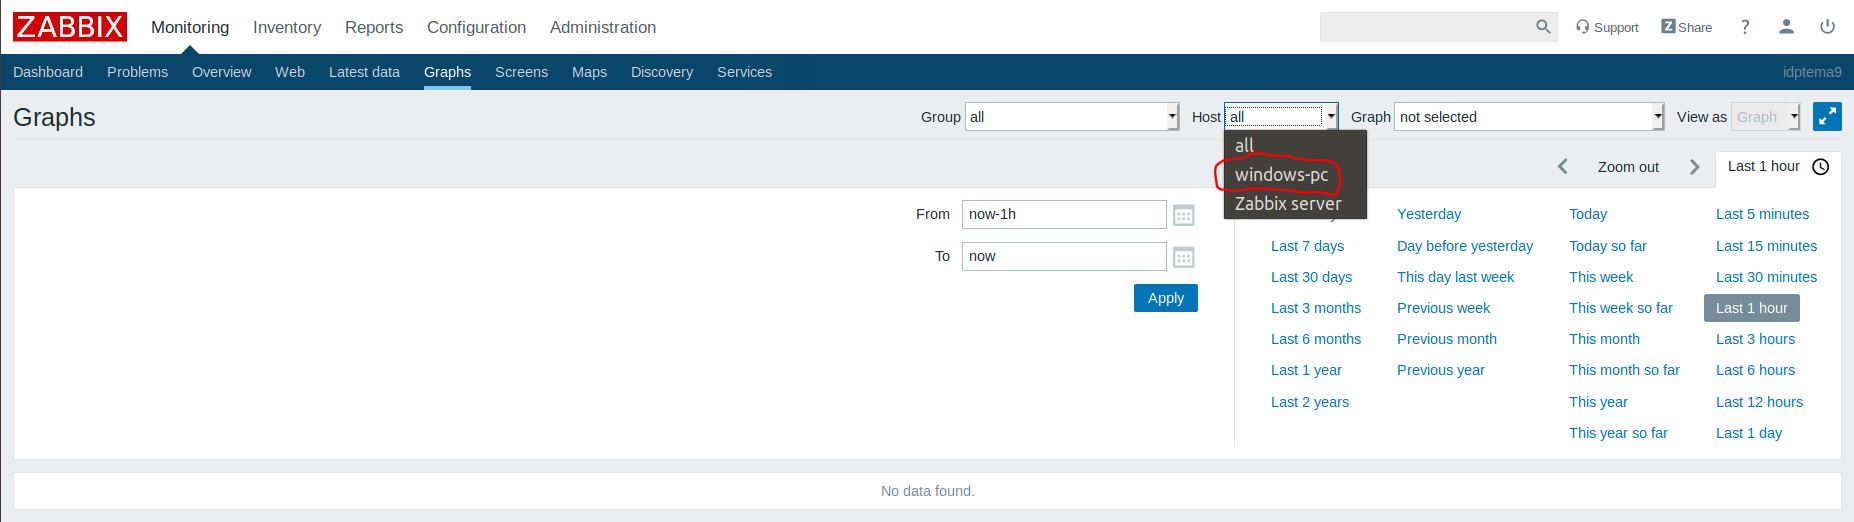 ZABBIX Monitoring Inventory Reports Configuration Administration Support Z Share ?
Dashboard Problems Overview Web Latest data Graphs Screens Maps Discovery Services idptema9
Graphs Group all Host all Graph not selected View as Graph
all
windows-pc
Zabbix server
Zoom out Last 1 hour
From now-1h
To now
Apply
Yesterday Today Last 5 minutes
Last 7 days Day before yesterday Today so far Last 15 minutes
Last 30 days This day last week This week Last 30 minutes
Last 3 months Previous week This week so far Last 1 hour
Last 6 months Previous month This month Last 3 hours
Last 1 year Previous year This month so far Last 6 hours
Last 2 years This year Last 12 hours
This year so far Last 1 day
No data found.